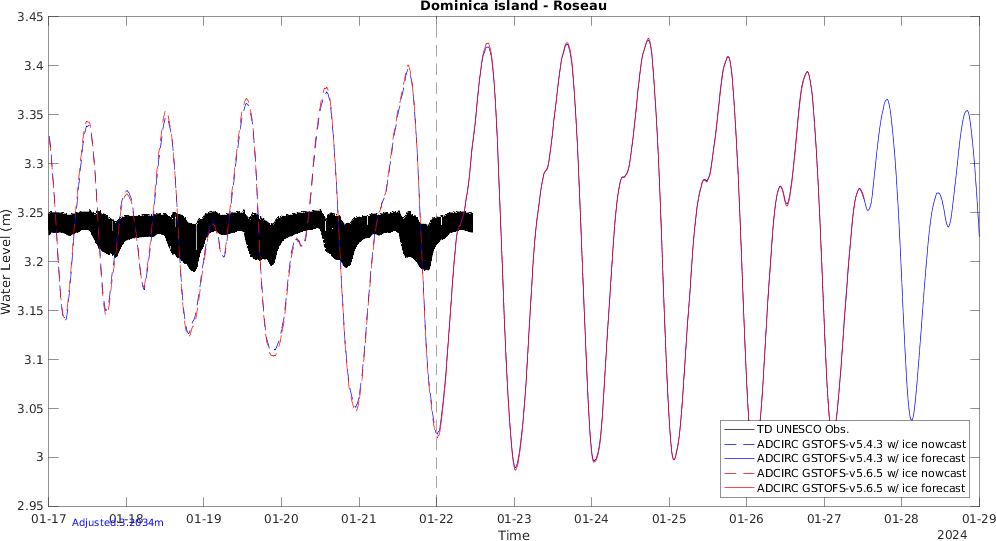 Dominica island - Roseau
3.45
3.4
3.35
3.3
3.25
3.2
3.15
3.1
3.05
3
2.95
Water Level (m)
TD UNESCO Obs.
ADCIRC GSTOFS-v5.4.3 w/ ice nowcast
ADCIRC GSTOFS-v5.4.3 w/ ice forecast
ADCIRC GSTOFS-v5.6.5 w/ ice nowcast
ADCIRC GSTOFS-v5.6.5 w/ ice forecast
01-17 01-18 01-19 01-20 01-21 01-22 01-23 01-24 01-25 01-26 01-27 01-28 01-29
Adjusted:3.2034m
Time
2024